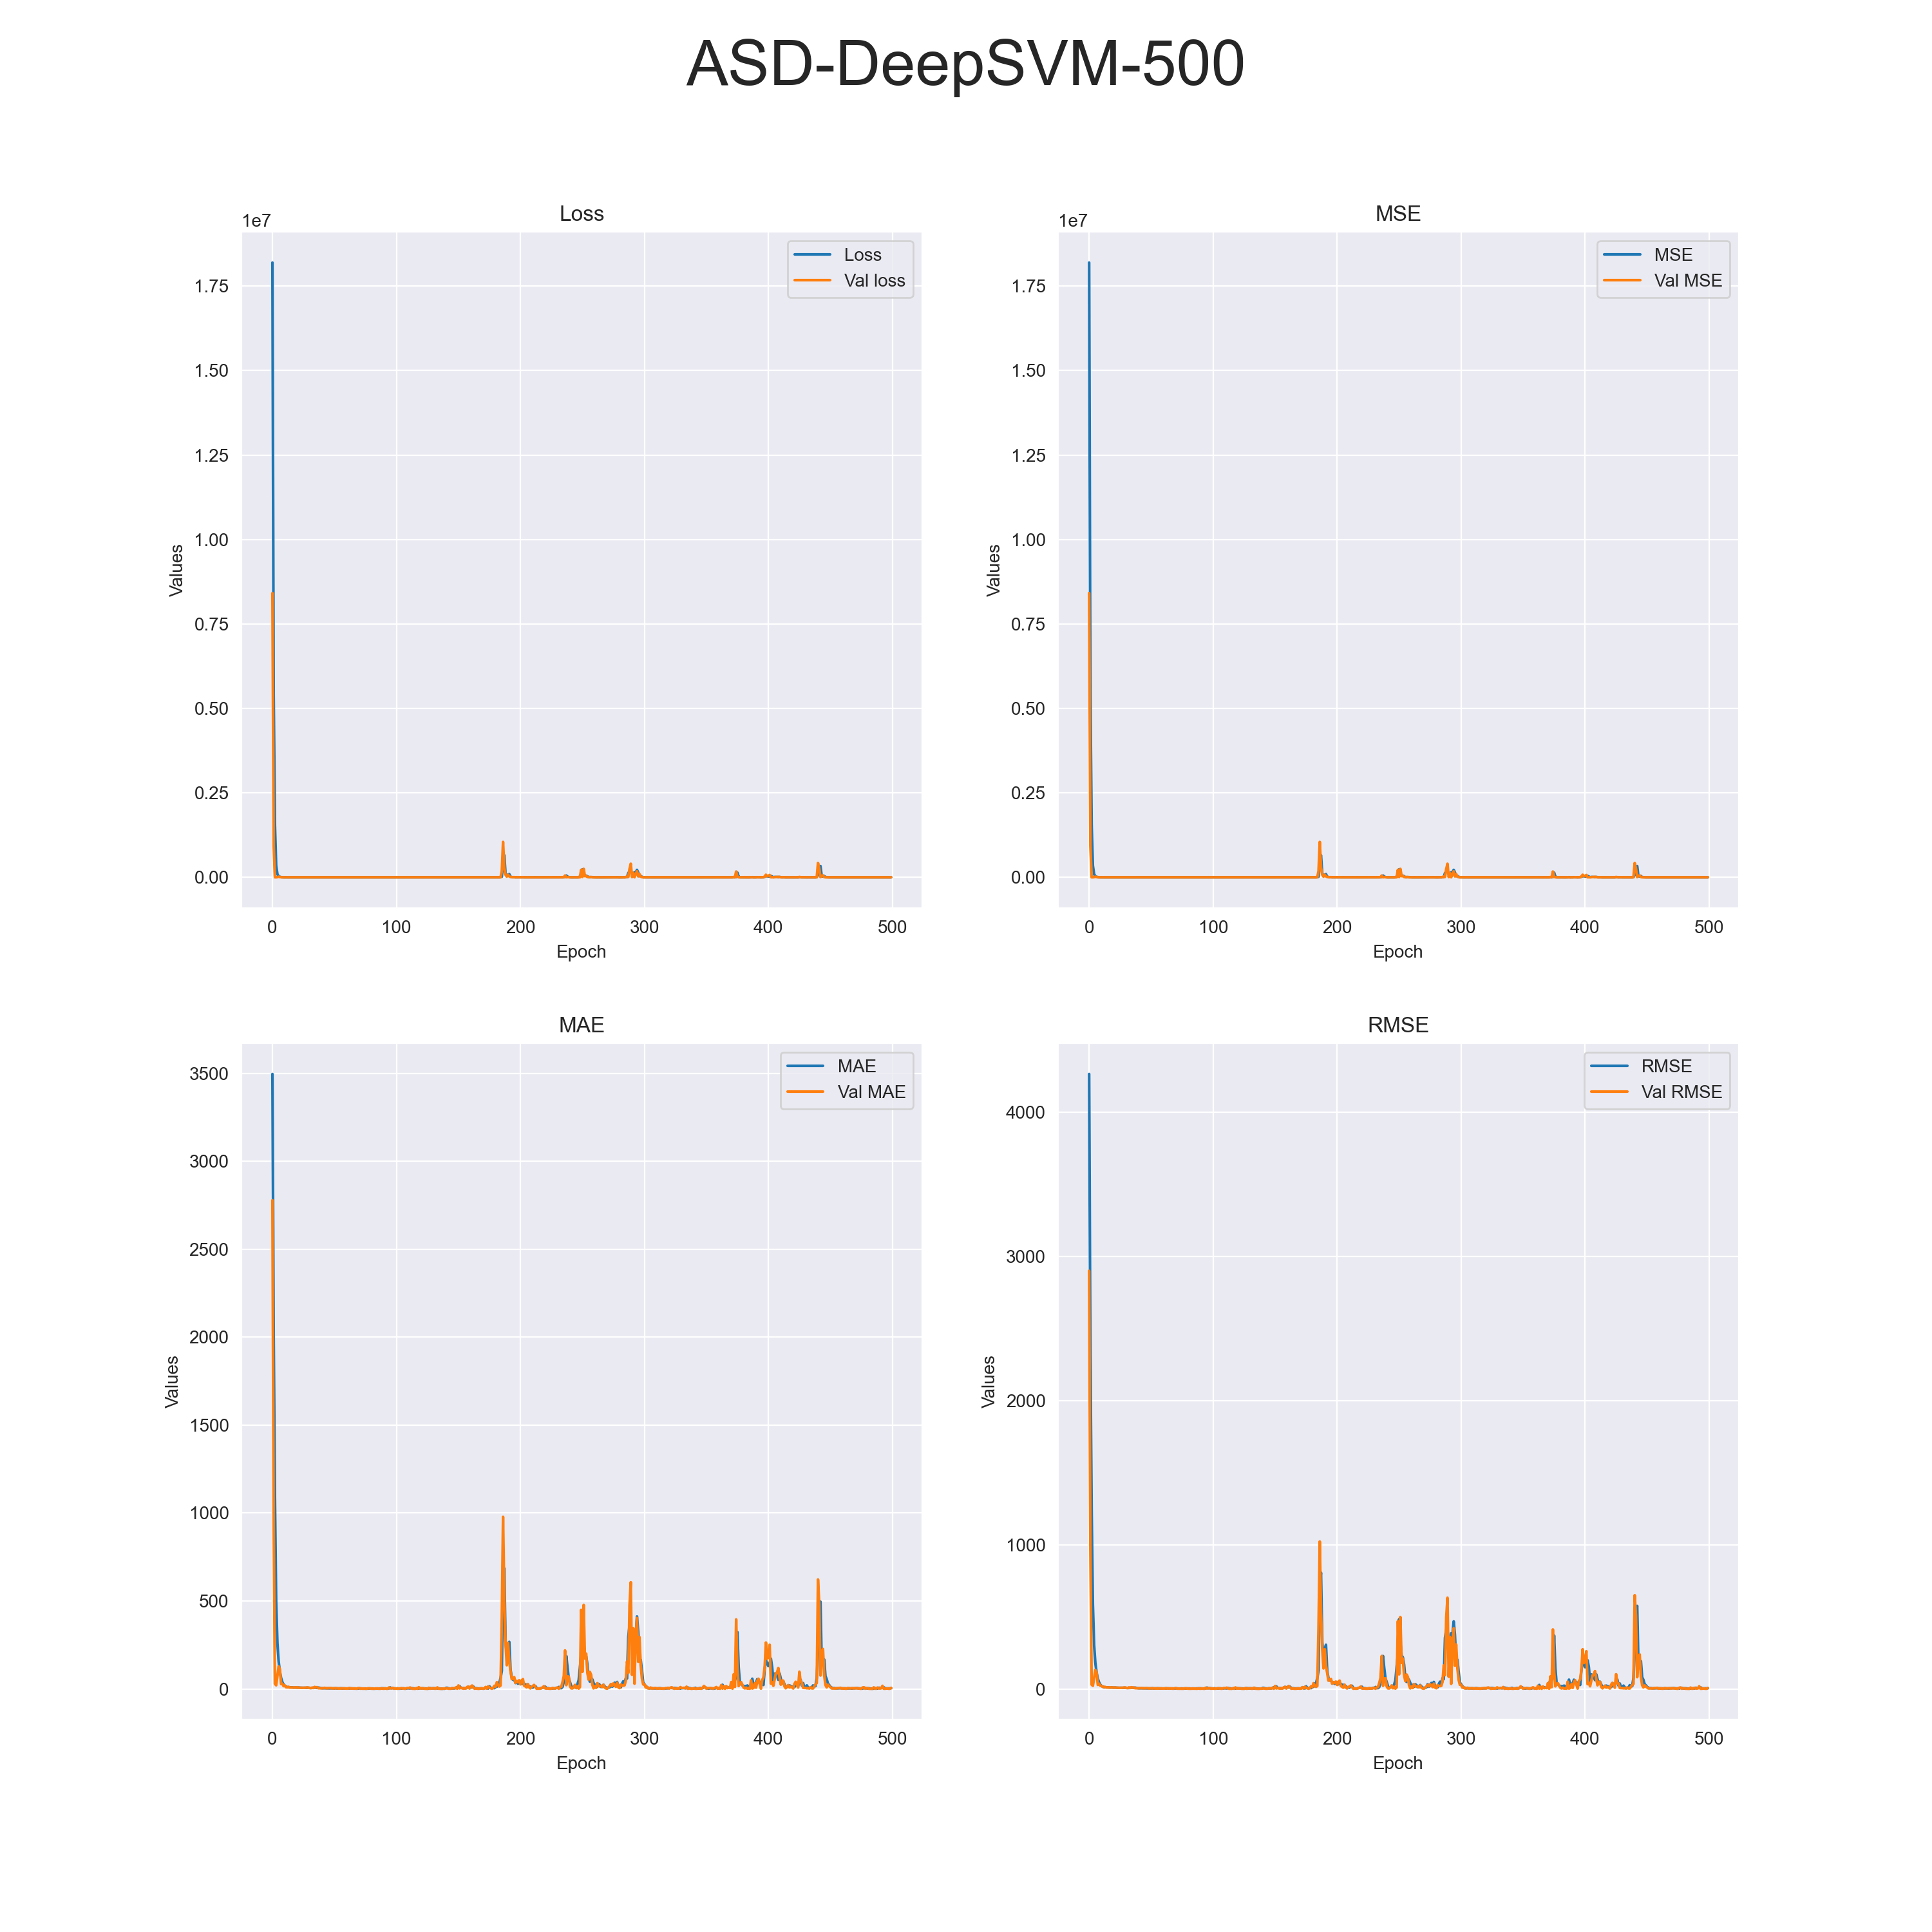 ASD-DeepSVM-500
Loss
1e7
Loss
Val loss
1.75
1.50
1.25
1.00
0.75
0.50
0.25
0.00
Values
0 100 200 300 400 500
Epoch
MSE
1e7
MSE
Val MSE
1.75
1.50
1.25
1.00
0.75
0.50
0.25
0.00
Values
0 100 200 300 400 500
Epoch
MAE
MAE
Val MAE
3500
3000
2500
2000
1500
1000
500
0
Values
0 100 200 300 400 500
Epoch
RMSE
RMSE
Val RMSE
4000
3000
2000
1000
0
Values
0 100 200 300 400 500
Epoch